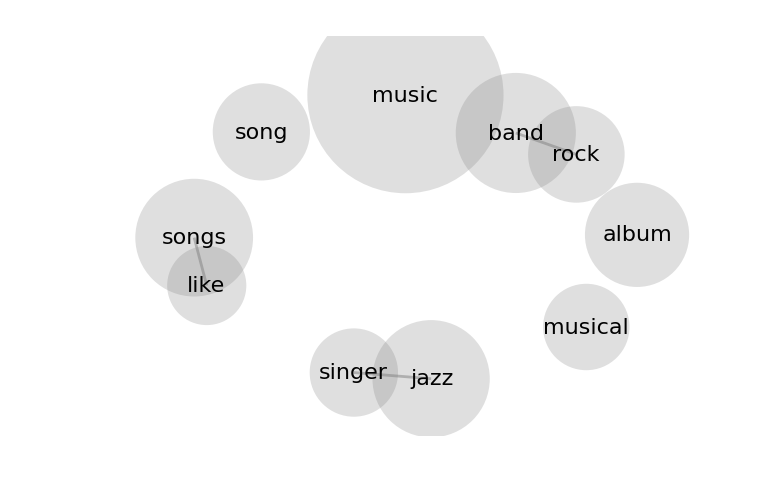 music
song
band
rock
songs
album
like
musical
singer
jazz